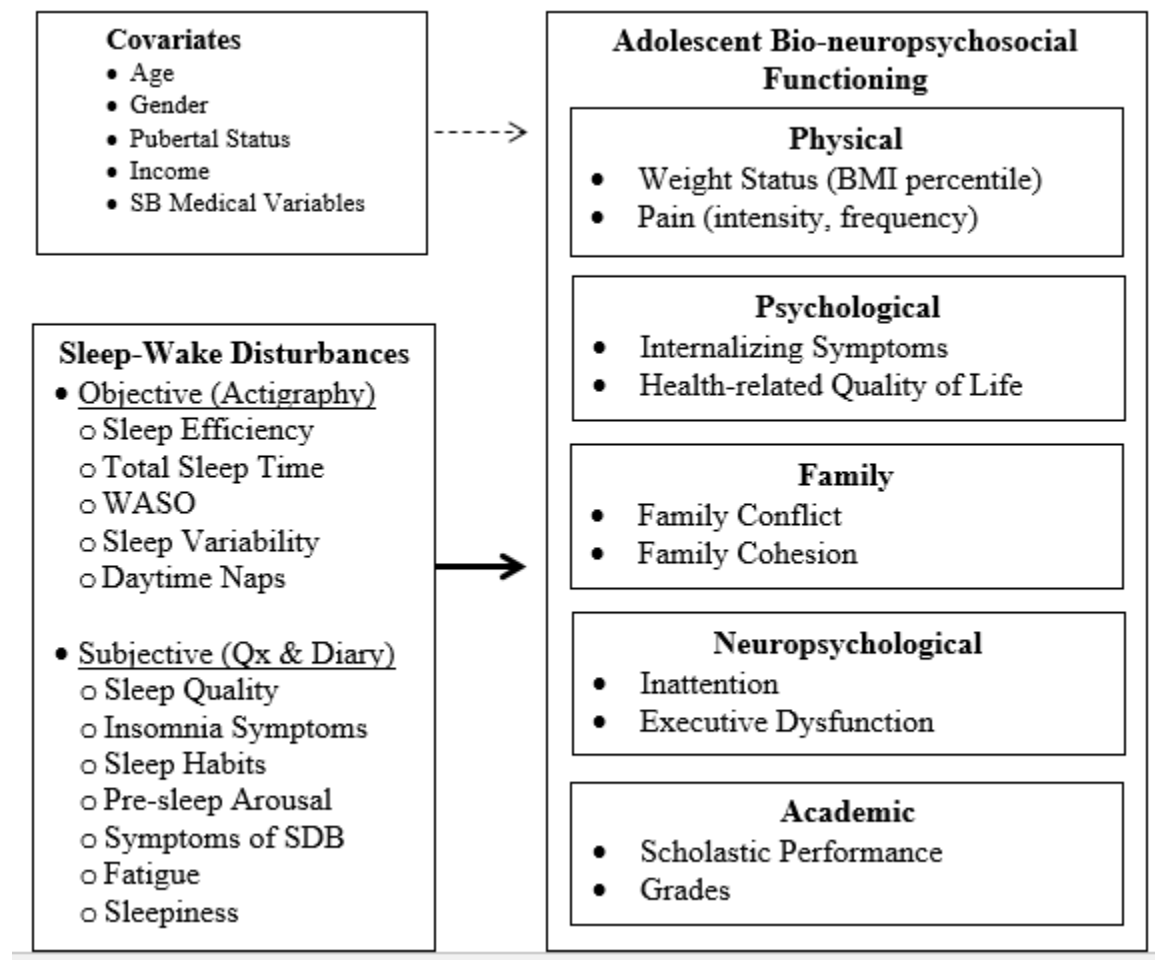 Covariates
• Age
• Gender
• Pubertal Status
• Income
• SB Medical Variables
Sleep-Wake Disturbances
• Objective (Actigraphy)
o Sleep Efficiency
o Total Sleep Time
o WASO
o Sleep Variability
o Daytime Naps
• Subjective (Qx & Diary)
o Sleep Quality
o Insomnia Symptoms
o Sleep Habits
o Pre-sleep Arousal
o Symptoms of SDB
o Fatigue
o Sleepiness
Adolescent Bio-neuropsychosocial
Functioning
Physical
• Weight Status (BMI percentile)
• Pain (intensity, frequency)
Psychological
• Internalizing Symptoms
• Health-related Quality of Life
Family
• Family Conflict
• Family Cohesion
Neuropsychological
• Inattention
• Executive Dysfunction
Academic
• Scholastic Performance
• Grades